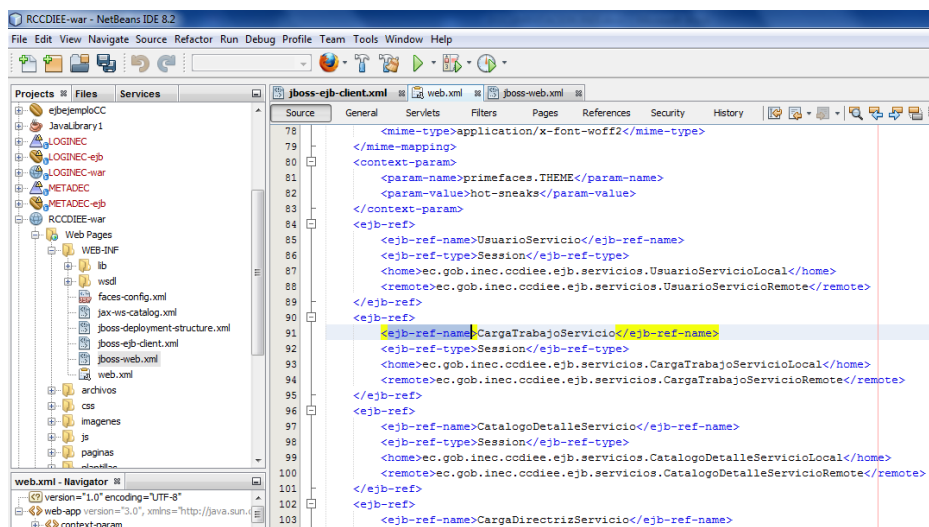 RCCDIEE-war - NetBeans IDE 8.2
File Edit View Navigate Source Refactor Run Debug Profile Team Tools Window Help
Projects Files Services
ejbejemploCC
JavaLibrary1
LOGINEC
LOGINEC-ejb
LOGINEC-war
METADEC
METADEC-ejb
RCCDIEE-war
Web Pages
WEB-INF
lib
wsdl
faces-config.xml
jax-ws-catalog.xml
jboss-deployment-structure.xml
jboss-ejb-client.xml
jboss-web.xml
web.xml
archivos
css
imagenes
js
paginas
plantillas
web.xml - Navigator
version="1.0" encoding="UTF-8"
web-app version="3.0", xmlns="http://java.sun.c
context-param
jboss-ejb-client.xml web.xml jboss-web.xml
Source General Servlets Filters Pages References Security History
78 <mime-type>application/x-font-woff2</mime-type>
79 </mime-mapping>
80 <context-param>
81 <param-name>primefaces.THEME</param-name>
82 <param-value>hot-sneaks</param-value>
83 </context-param>
84 <ejb-ref>
85 <ejb-ref-name>UsuarioServicio</ejb-ref-name>
86 <ejb-ref-type>Session</ejb-ref-type>
87 <home>ec.gob.inec.ccdiee.ejb.servicios.UsuarioServicioLocal</home>
88 <remote>ec.gob.inec.ccdiee.ejb.servicios.UsuarioServicioRemote</remote>
89 </ejb-ref>
90 <ejb-ref>
91 <ejb-ref-name>CargaTrabajoServicio</ejb-ref-name>
92 <ejb-ref-type>Session</ejb-ref-type>
93 <home>ec.gob.inec.ccdiee.ejb.servicios.CargaTrabajoServicioLocal</home>
94 <remote>ec.gob.inec.ccdiee.ejb.servicios.CargaTrabajoServicioRemote</remote>
95 </ejb-ref>
96 <ejb-ref>
97 <ejb-ref-name>CatalogoDetalleServicio</ejb-ref-name>
98 <ejb-ref-type>Session</ejb-ref-type>
99 <home>ec.gob.inec.ccdiee.ejb.servicios.CatalogoDetalleServicioLocal</home>
100 <remote>ec.gob.inec.ccdiee.ejb.servicios.CatalogoDetalleServicioRemote</remote>
101 </ejb-ref>
102 <ejb-ref>
103 <ejb-ref-name>CargaDirectrizServicio</ejb-ref-name>